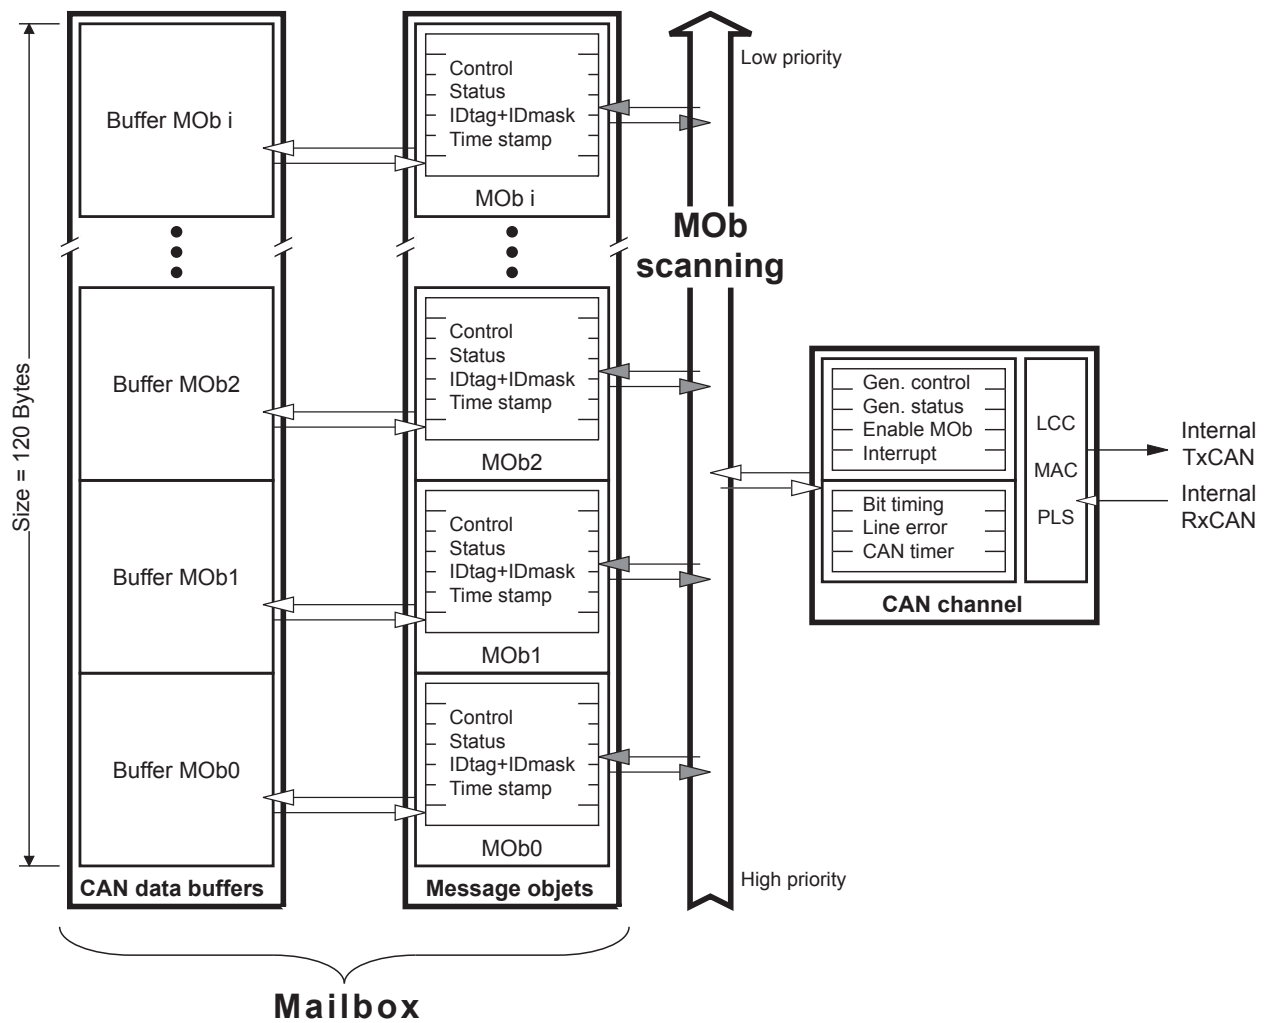 Size = 120 Bytes
Buffer MOb i
Buffer MOb2
Buffer MOb1
Buffer MOb0
CAN data buffers
Control
Status
IDtag+IDmask
Time stamp
MOb i
Control
Status
IDtag+IDmask
Time stamp
MOb2
Control
Status
IDtag+IDmask
Time stamp
MOb1
Control
Status
IDtag+IDmask
Time stamp
MOb0
Message objets
Mailbox
Low priority
MOb
scanning
High priority
Gen. control
Gen. status
Enable MOb
Interrupt
Bit timing
Line error
CAN timer
LCC
MAC
PLS
CAN channel
Internal
TxCAN
Internal
RxCAN